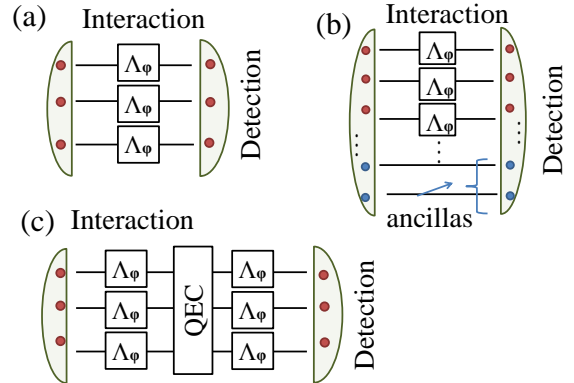 (a)
Interaction
Λφ
Λφ
Λφ
Detection
(b)
Interaction
Λφ
Λφ
Λφ
ancillas
Detection
(c)
Interaction
Λφ
Λφ
Λφ
QEC
Λφ
Λφ
Λφ
Detection